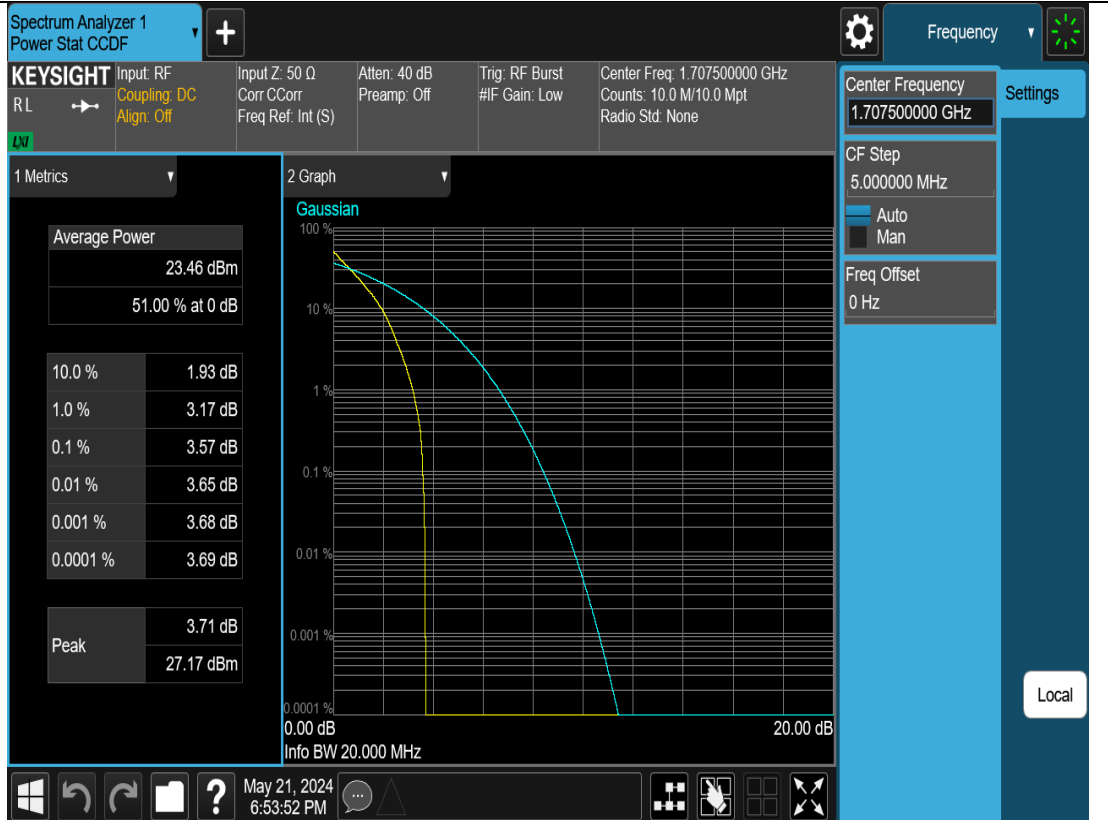 Spectrum Analyzer 1
Power Stat CCDF
+
Frequency
KEYSIGHT
RL
LXI
Input: RF
Coupling: DC
Align: Off
Input Z: 50 Ω
Corr CCorr
Freq Ref: Int (S)
Atten: 40 dB
Preamp: Off
Trig: RF Burst
#IF Gain: Low
Center Freq: 1.707500000 GHz
Counts: 10.0 M/10.0 Mpt
Radio Std: None
Center Frequency
1.707500000 GHz
Settings
CF Step
5.000000 MHz
Auto
Man
Freq Offset
0 Hz
Local
1 Metrics
Average Power
23.46 dBm
51.00 % at 0 dB
10.0 % 1.93 dB
1.0 % 3.17 dB
0.1 % 3.57 dB
0.01 % 3.65 dB
0.001 % 3.68 dB
0.0001 % 3.69 dB
Peak 3.71 dB
27.17 dBm
2 Graph
Gaussian
100 %
10 %
1 %
0.1 %
0.01 %
0.001 %
0.0001 %
0.00 dB 20.00 dB
Info BW 20.000 MHz
?
May 21, 2024
6:53:52 PM